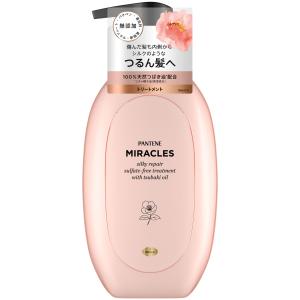 無添加
傷んだ髪も内側から
シルクのような
つるん髪へ
100%天然つばき油配合
トリートメント
PANTENE
MIRACLES
silky repair
sulfate-free treatment
with tsubaki oil